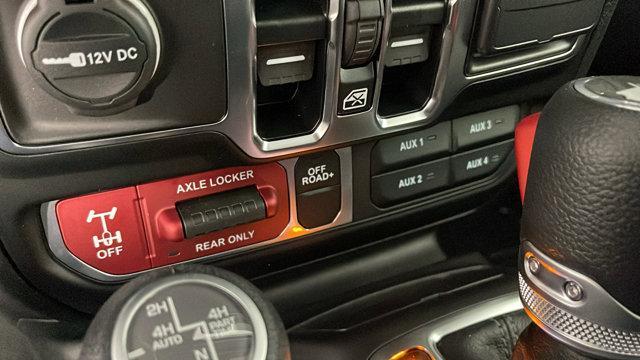 12V DC
AXLE LOCKER
REAR ONLY
OFF
OFF
ROAD+
AUX 1
AUX 3
AUX 2
AUX 4
2H
4H
AUTO
4H
PART
N